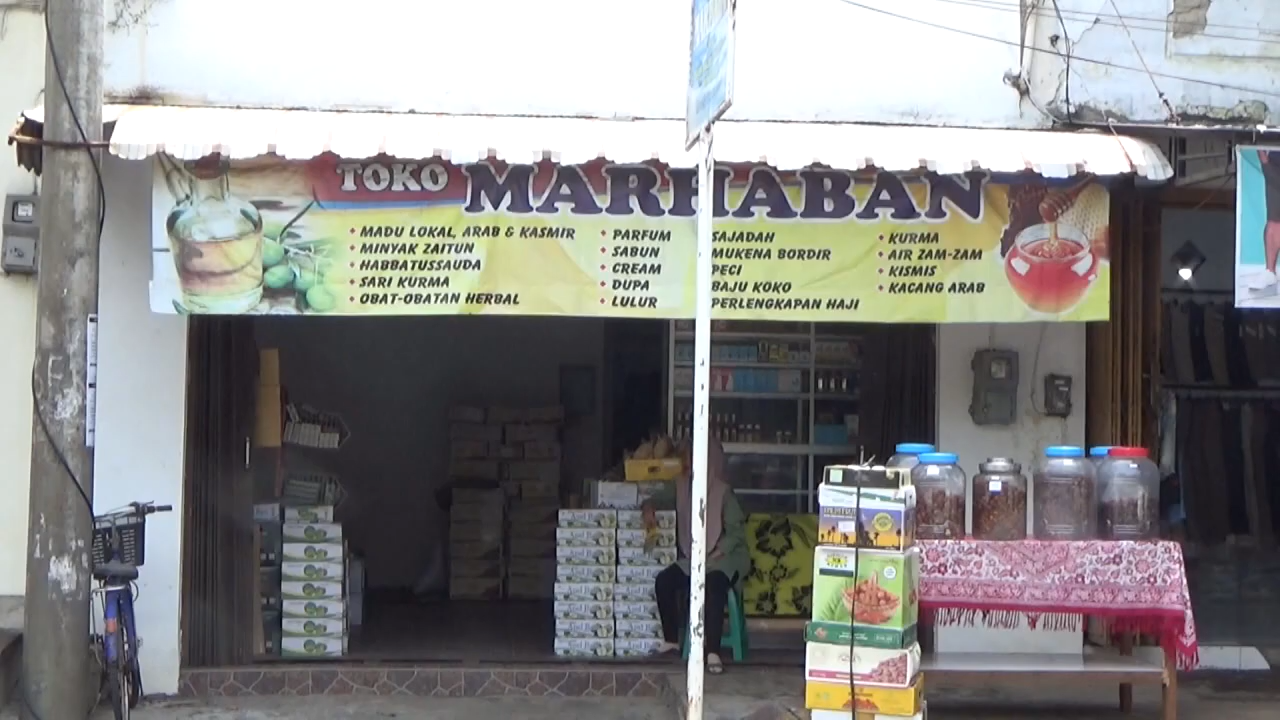 TOKO MARHABAN
MADU LOKAL, ARAB & KASMIR
MINYAK ZAITUN
HABBATUSSAUDA
SARI KURMA
OBAT-OBATAN HERBAL
PARFUM
SABUN
CREAM
DUPA
LULUR
SAJADAH
MUKENA BORDIR
PECI
BAJU KOKO
PERLENGKAPAN HAJI
KURMA
AIR ZAM-ZAM
KISMIS
KACANG ARAB